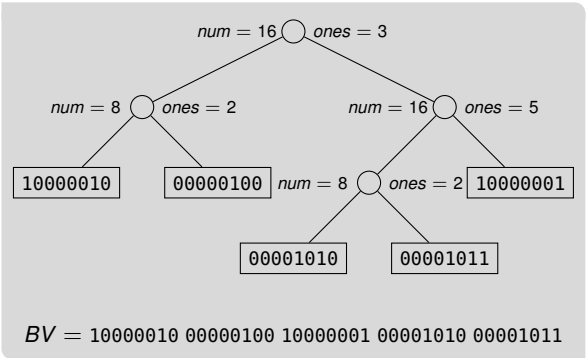 num = 16 ones = 3
num = 8 ones = 2 num = 16 ones = 5
10000010 00000100 num = 8 ones = 2 10000001
00001010 00001011
BV = 10000010 00000100 10000001 00001010 00001011